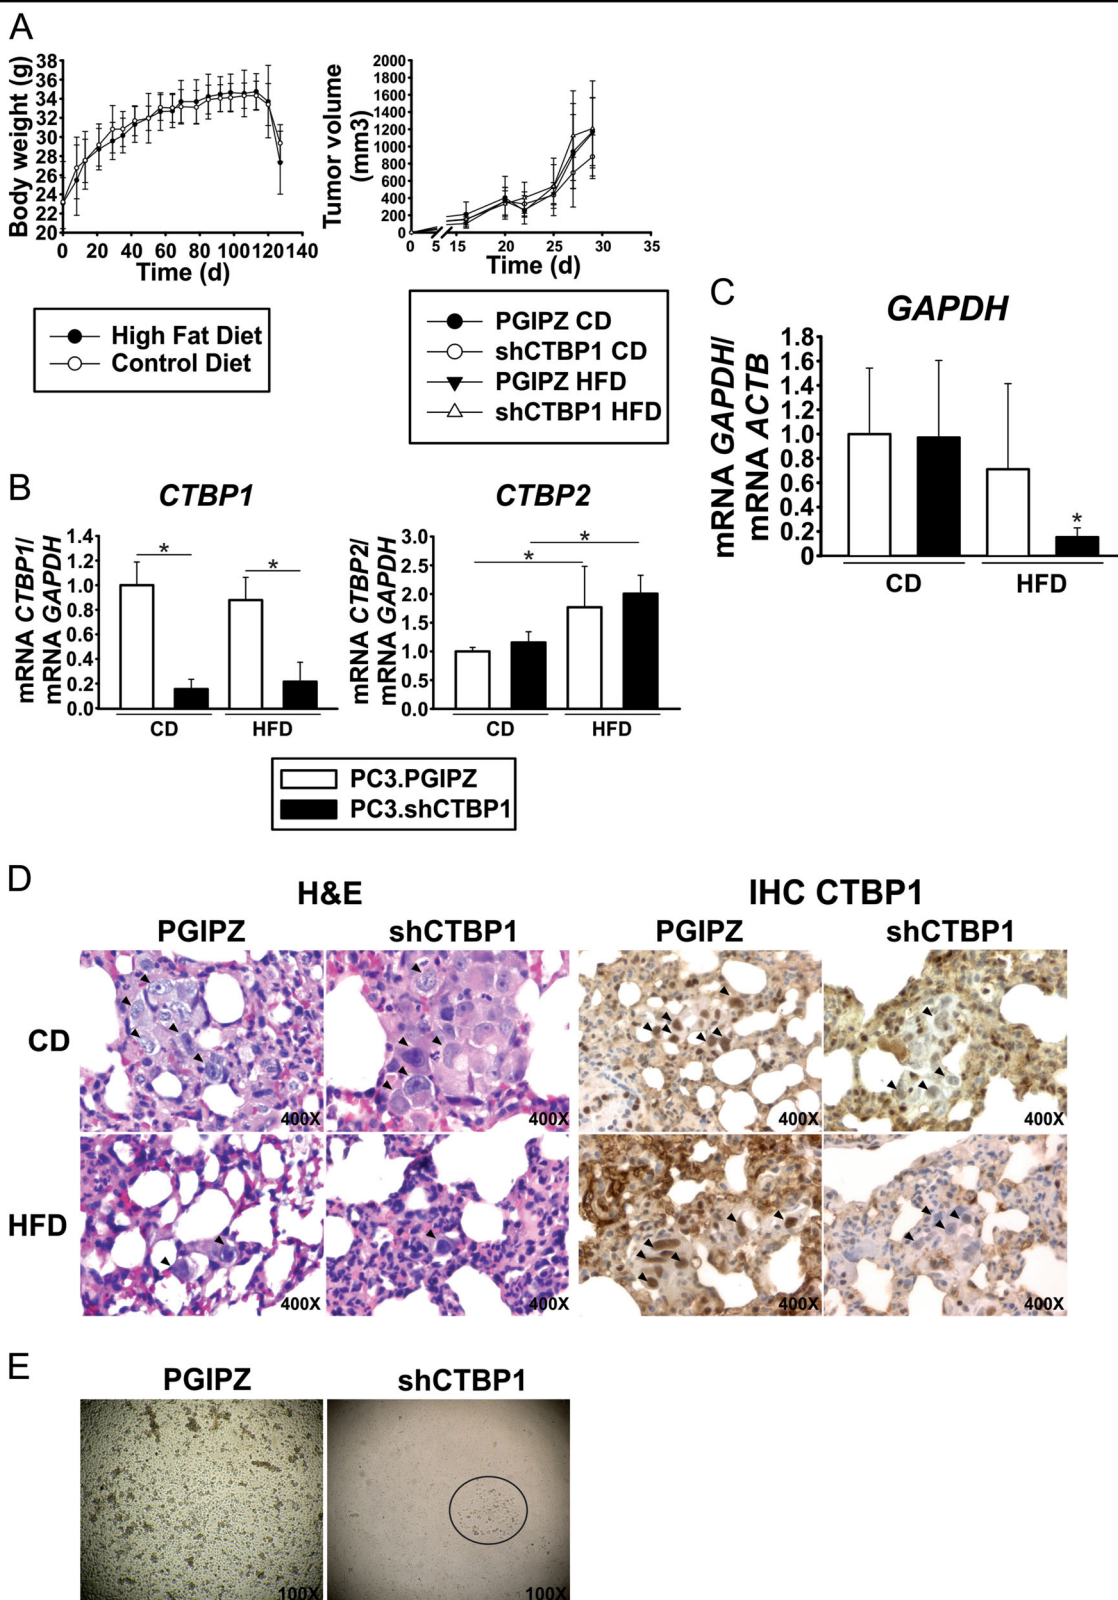 A
Body weight (g)
38
36
34
32
30
28
26
24
22
20
0 20 40 60 80 100 120 140
Time (d)
High Fat Diet
Control Diet
Tumor volume
(mm3)
2000
1800
1600
1400
1200
1000
800
600
400
200
0
0 5 15 20 25 30 35
Time (d)
PGIPZ CD
shCTBP1 CD
PGIPZ HFD
shCTBP1 HFD
B
CTBP1
mRNA CTBP1/
mRNA GAPDH
1.4
1.2
1.0
0.8
0.6
0.4
0.2
0.0
* *
CD HFD
CTBP2
mRNA CTBP2/
mRNA GAPDH
3.0
2.5
2.0
1.5
1.0
0.5
0.0
*
*
CD HFD
PC3.PGIPZ
PC3.shCTBP1
C
GAPDH
mRNA GAPDH/
mRNA ACTB
1.8
1.6
1.4
1.2
1.0
0.8
0.6
0.4
0.2
0
*
CD HFD
D
H&E IHC CTBP1
PGIPZ shCTBP1 PGIPZ shCTBP1
CD
400X 400X 400X 400X
HFD
400X 400X 400X 400X
E
PGIPZ shCTBP1
100X 100X